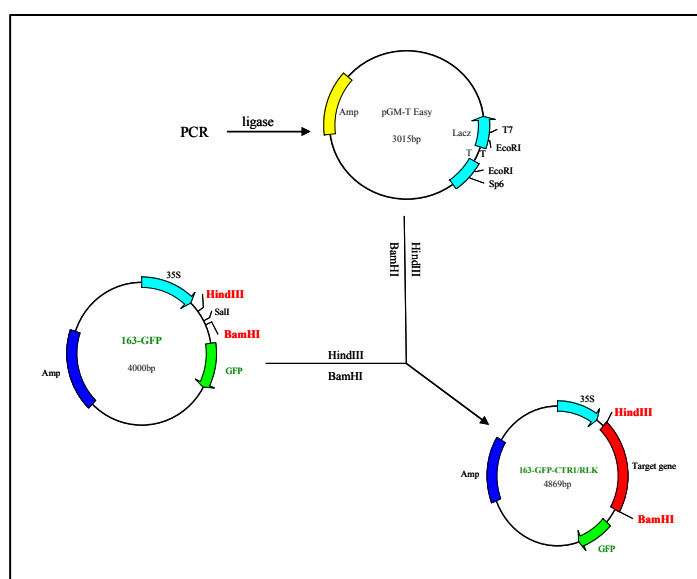 Amp
pGM-T Easy
3015bp
Lacz
T7
EcoRI
T T
EcoRI
Sp6
PCR
ligase
BamHI
HindIII
35S
HindIII
SalI
BamHI
163-GFP
4000bp
GFP
Amp
HindIII
BamHI
35S
HindIII
Target gene
163-GFP-CTR1/RLK
4869bp
Amp
BamHI
GFP